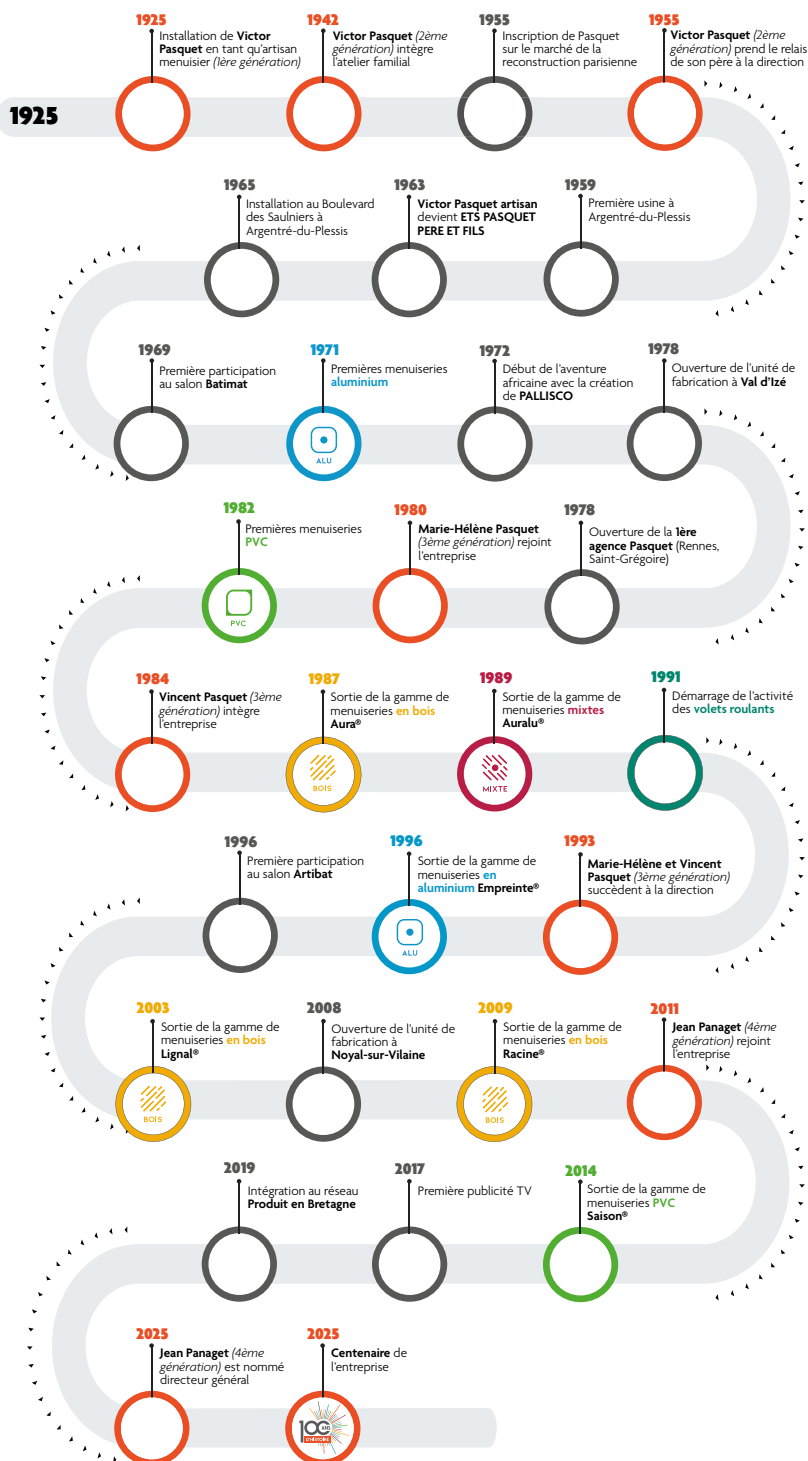 1925
1925
Installation de Victor
Pasquet en tant qu'artisan
menuisier (1ère génération)
1942
Victor Pasquet (2ème
génération) intègre
l'atelier familial
1955
Inscription de Pasquet
sur le marché de la
reconstruction parisienne
1955
Victor Pasquet (2ème
génération) prend le relais
de son père à la direction
1959
Première usine à
Argentré-du-Plessis
1963
Victor Pasquet artisan
devient ETS PASQUET
PERE ET FILS
1965
Installation au Boulevard
des Saulniers à
Argentré-du-Plessis
1969
Première participation
au salon Batimat
1971
Premières menuiseries
aluminium
ALU
1972
Début de l'aventure
africaine avec la création
de PALLISCO
1978
Ouverture de l'unité de
fabrication à Val d'Izé
1978
Ouverture de la 1ère
agence Pasquet (Rennes,
Saint-Grégoire)
1980
Marie-Hélène Pasquet
(3ème génération) rejoint
l'entreprise
1982
Premières menuiseries
PVC
PVC
1984
Vincent Pasquet (3ème
génération) intègre
l'entreprise
1987
Sortie de la gamme de
menuiseries en bois
Aura®
BOIS
1989
Sortie de la gamme de
menuiseries mixtes
Auralu®
MIXTE
1991
Démarrage de l'activité
des volets roulants
1993
Marie-Hélène et Vincent
Pasquet (3ème génération)
succèdent à la direction
1996
Sortie de la gamme de
menuiseries en
aluminium Empreinte®
ALU
1996
Première participation
au salon Artibat
2003
Sortie de la gamme de
menuiseries en bois
Lignal®
BOIS
2008
Ouverture de l'unité de
fabrication à
Noyal-sur-Vilaine
2009
Sortie de la gamme de
menuiseries en bois
Racine®
BOIS
2011
Jean Panaget (4ème
génération) rejoint
l'entreprise
2014
Sortie de la gamme de
menuiseries PVC
Saison®
2017
Première publicité TV
2019
Intégration au réseau
Produit en Bretagne
2025
Jean Panaget (4ème
génération) est nommé
directeur général
2025
Centenaire de
l'entreprise
100 ANS
D'HISTOIRE